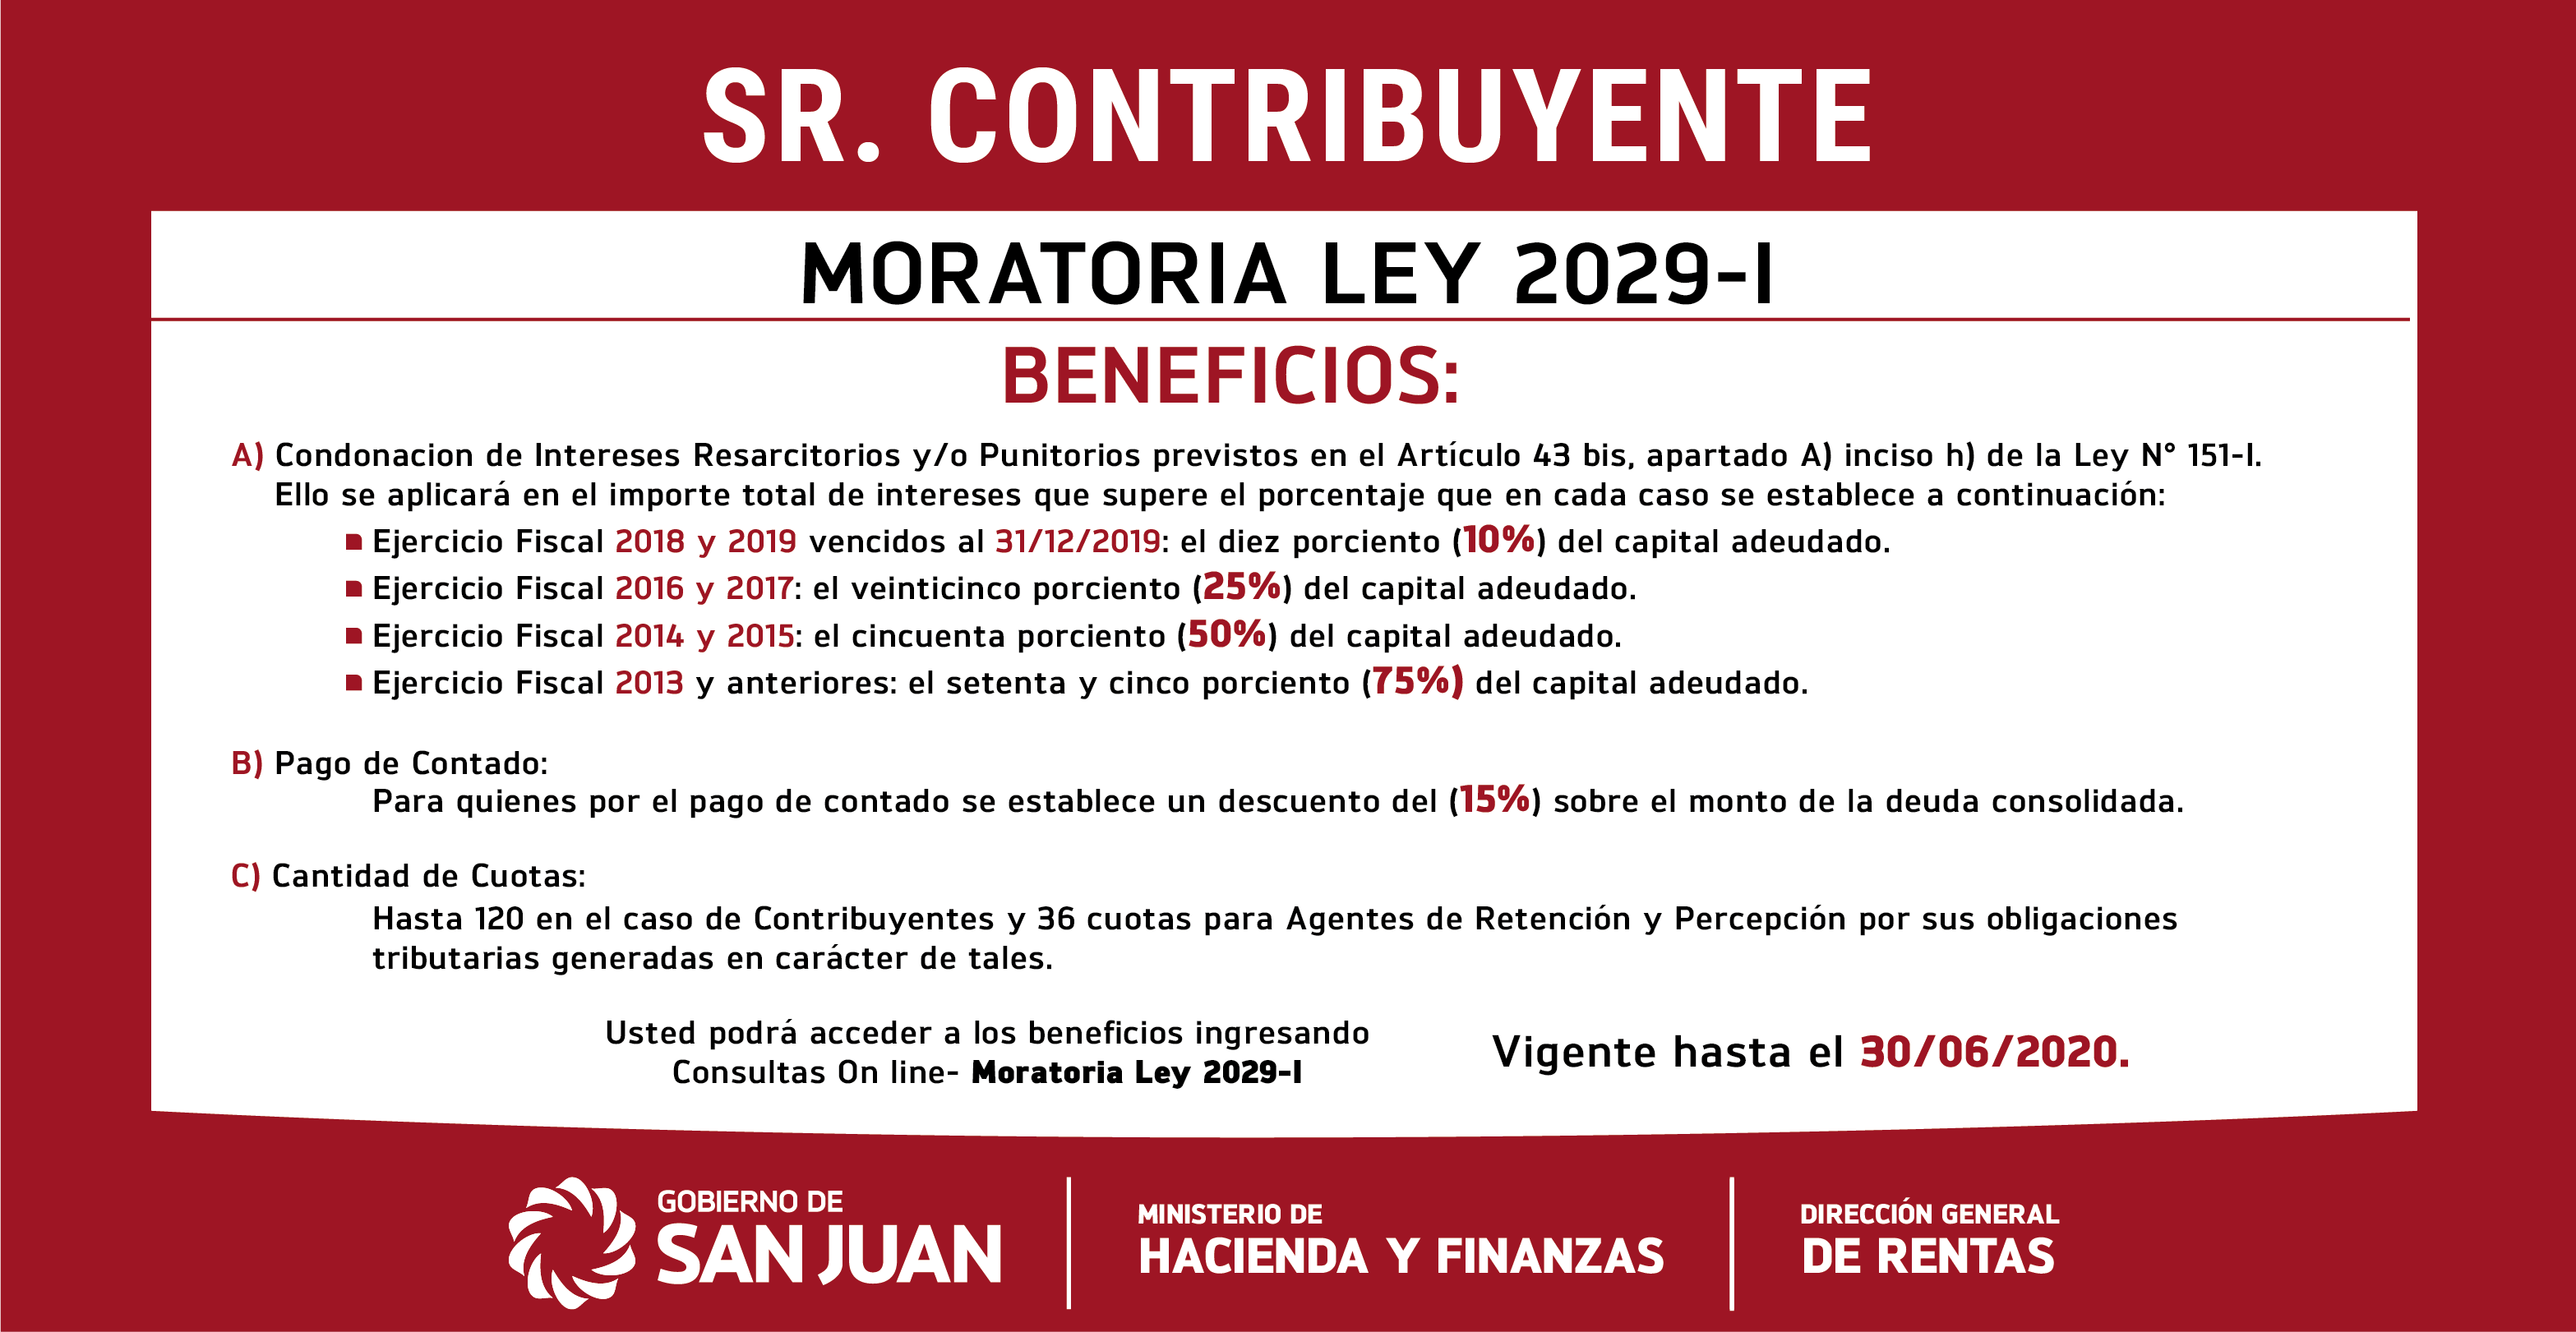 SR. CONTRIBUYENTE
MORATORIA LEY 2029-I
BENEFICIOS:
A) Condonacion de Intereses Resarcitorios y/o Punitorios previstos en el Artículo 43 bis, apartado A) inciso h) de la Ley N° 151-I.
Ello se aplicará en el importe total de intereses que supere el porcentaje que en cada caso se establece a continuación:
Ejercicio Fiscal 2018 y 2019 vencidos al 31/12/2019: el diez porciento (10%) del capital adeudado.
Ejercicio Fiscal 2016 y 2017: el veinticinco porciento (25%) del capital adeudado.
Ejercicio Fiscal 2014 y 2015: el cincuenta porciento (50%) del capital adeudado.
Ejercicio Fiscal 2013 y anteriores: el setenta y cinco porciento (75%) del capital adeudado.
B) Pago de Contado:
Para quienes por el pago de contado se establece un descuento del (15%) sobre el monto de la deuda consolidada.
C) Cantidad de Cuotas:
Hasta 120 en el caso de Contribuyentes y 36 cuotas para Agentes de Retención y Percepción por sus obligaciones
tributarias generadas en carácter de tales.
Usted podrá acceder a los beneficios ingresando
Consultas On line- Moratoria Ley 2029-I
Vigente hasta el 30/06/2020.
GOBIERNO DE
SAN JUAN
MINISTERIO DE
HACIENDA Y FINANZAS
DIRECCIÓN GENERAL
DE RENTAS